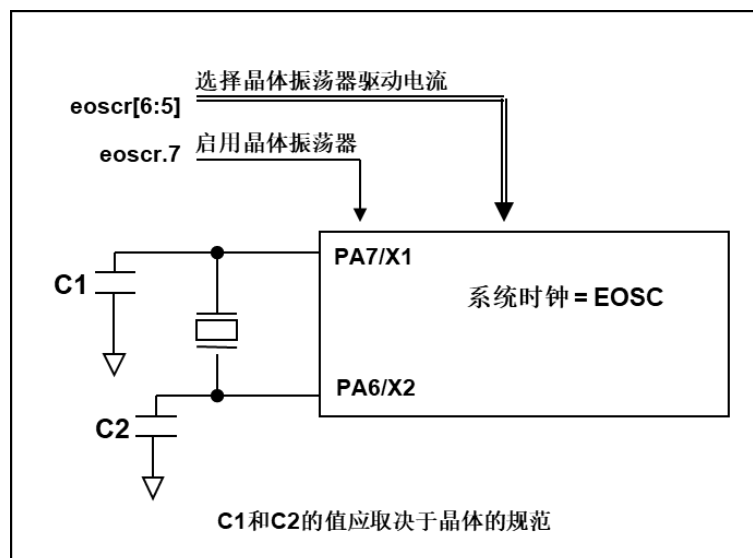 选择晶体振荡器驱动电流
eoscr[6:5]
启用晶体振荡器
eoscr.7
PA7/X1
C1
系统时钟 = EOSC
PA6/X2
C2
C1和C2的值应取决于晶体的规范